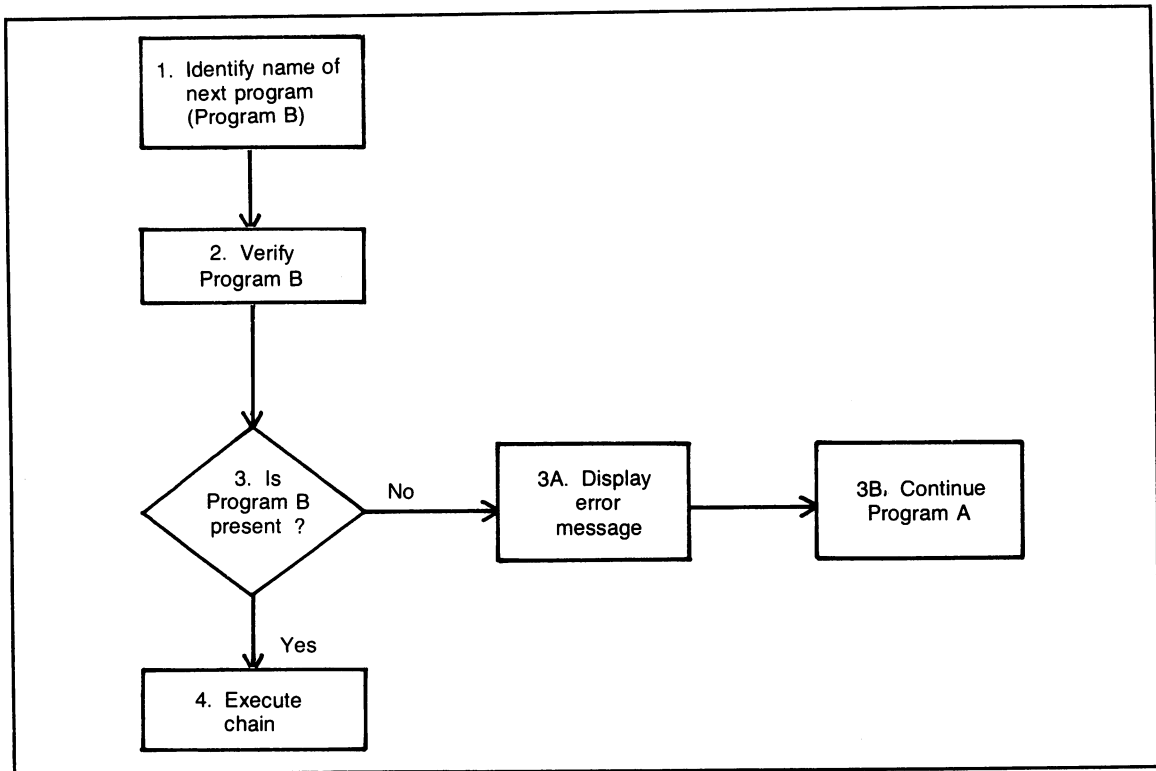 1. Identify name of
next program
(Program B)
2. Verify
Program B
3. Is
Program B
present ?
No
3A. Display
error
message
3B. Continue
Program A
Yes
4. Execute
chain